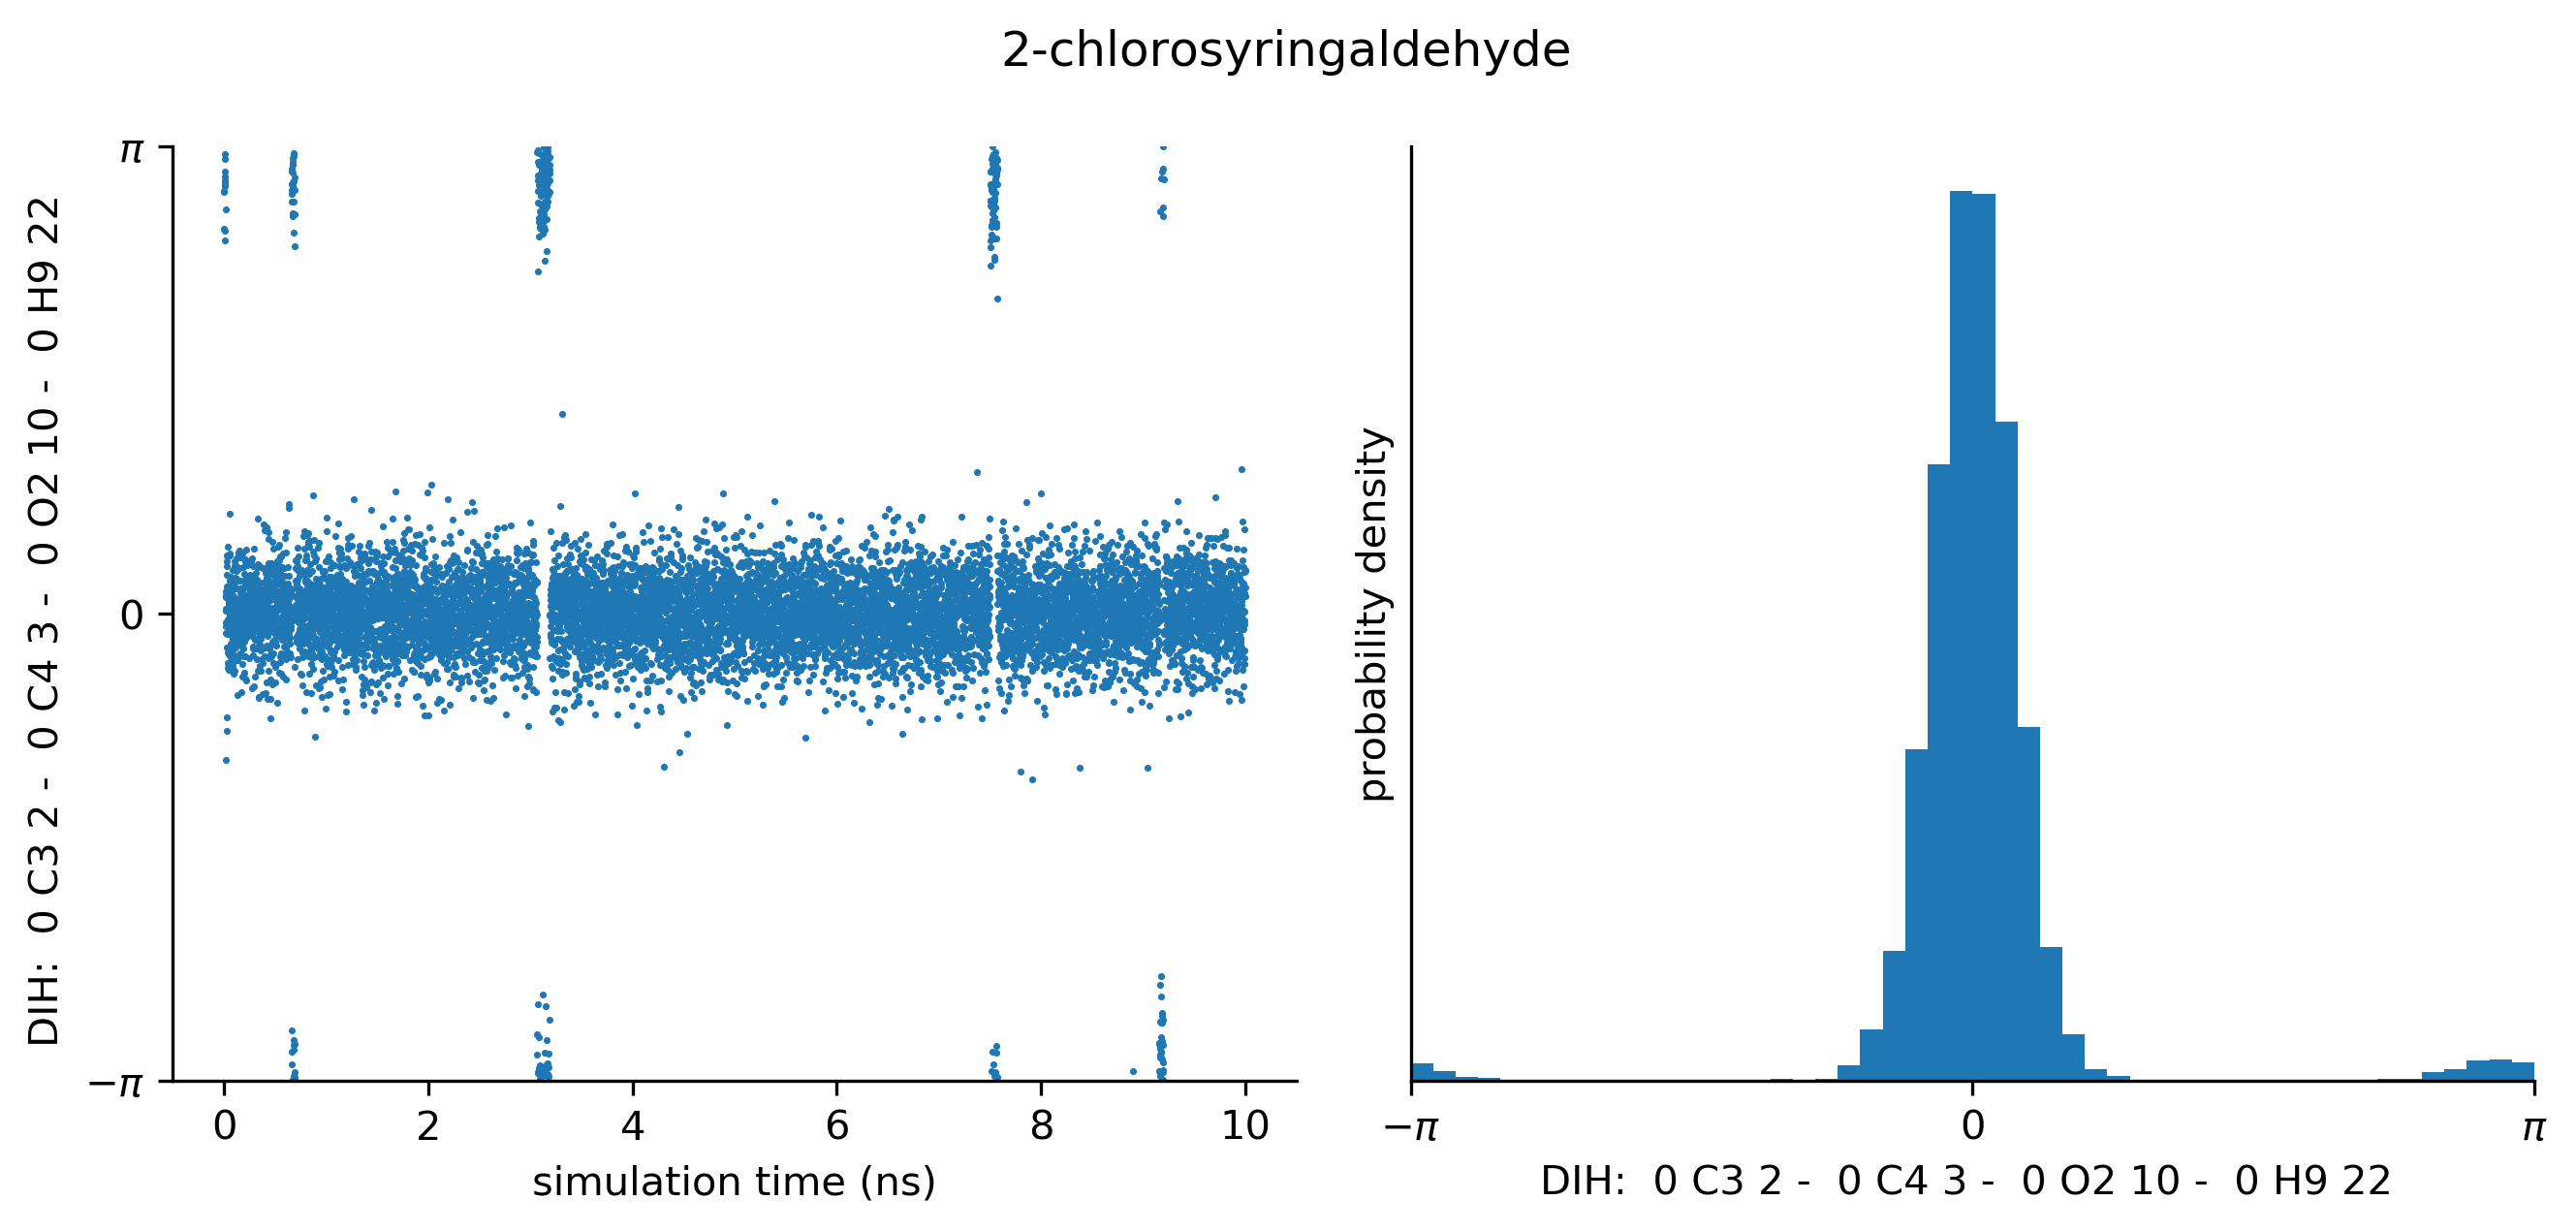 2-chlorosyringaldehyde
DIH:  0 C3 2 -  0 C4 3 -  0 O2 10 -  0 H9 22
π
0
−π
0 2 4 6 8 10
simulation time (ns)
probability density
−π 0 π
DIH:  0 C3 2 -  0 C4 3 -  0 O2 10 -  0 H9 22